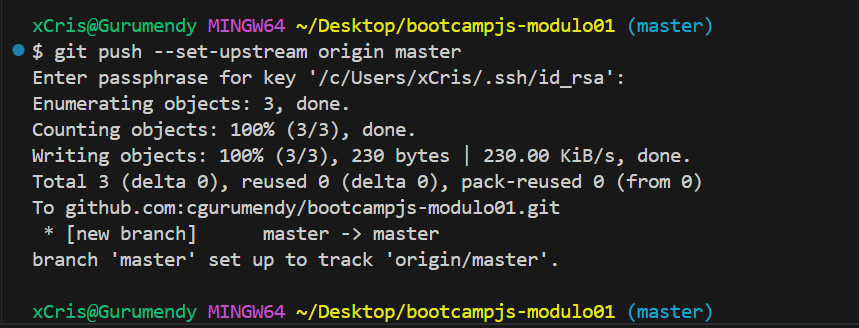 xCris@Gurumendy MINGW64 ~/Desktop/bootcampjs-modulo01 (master)
$ git push --set-upstream origin master
Enter passphrase for key '/c/Users/xCris/.ssh/id_rsa':
Enumerating objects: 3, done.
Counting objects: 100% (3/3), done.
Writing objects: 100% (3/3), 230 bytes | 230.00 KiB/s, done.
Total 3 (delta 0), reused 0 (delta 0), pack-reused 0 (from 0)
To github.com:cgurumendy/bootcampjs-modulo01.git
 * [new branch]      master -> master
branch 'master' set up to track 'origin/master'.
xCris@Gurumendy MINGW64 ~/Desktop/bootcampjs-modulo01 (master)